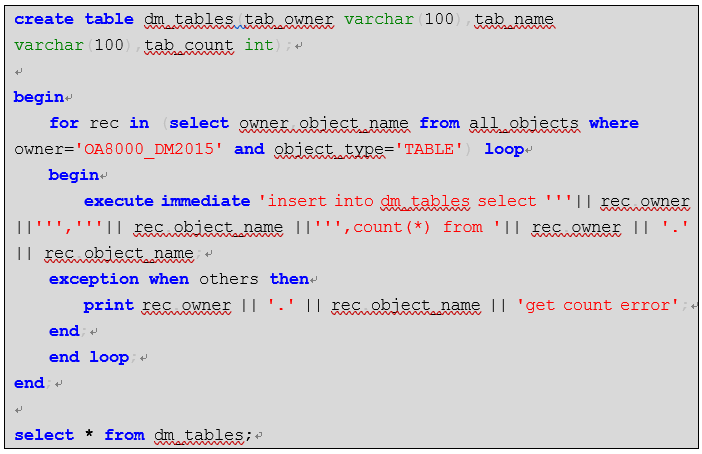 create table dm_tables(tab_owner varchar(100),tab_name
varchar(100),tab_count int);
begin
for rec in (select owner,object_name from all_objects where
owner='OA8000_DM2015' and object_type='TABLE') loop
begin
execute immediate 'insert into dm_tables select '''|| rec.owner
||''','''|| rec.object_name ||''',count(*) from '|| rec.owner || '.'
|| rec.object_name;
exception when others then
print rec.owner || '.' || rec.object_name || 'get count error';
end;
end loop;
end;
select * from dm_tables;